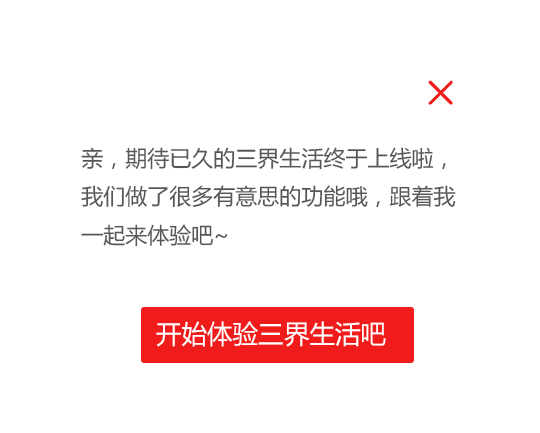 亲，期待已久的三界生活终于上线啦，
我们做了很多有意思的功能哦，跟着我
一起来体验吧~
开始体验三界生活吧